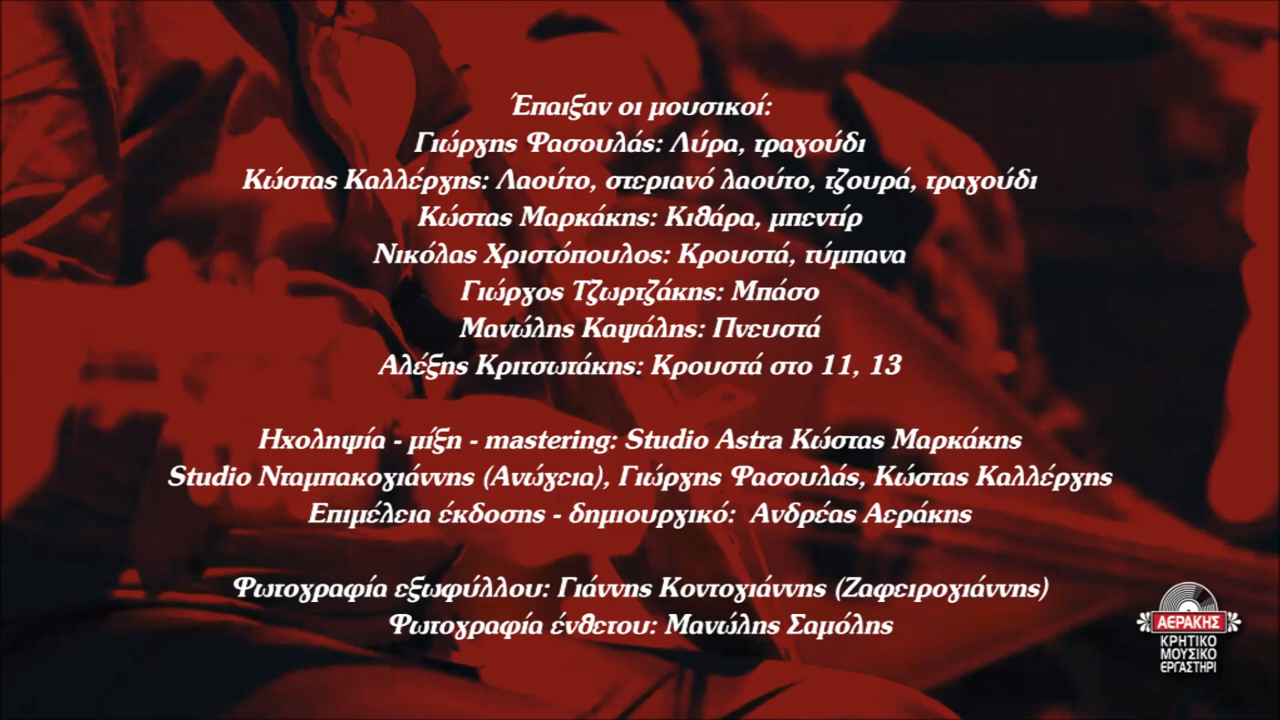 Έπαιξαν οι μουσικοί:
Γιώργης Φασουλάς: Λύρα, τραγούδι
Κώστας Καλλέργης: Λαούτο, στεριανό λαούτο, τζουρά, τραγούδι
Κώστας Μαρκάκης: Κιθάρα, μπεντίρ
Νικόλας Χριστόπουλος: Κρουστά, τύμπανα
Γιώργος Τζωρτζάκης: Μπάσο
Μανώλης Καψάλης: Πνευστά
Αλέξης Κριτσωτάκης: Κρουστά στο 11, 13
Ηχοληψία - μίξη - mastering: Studio Astra Κώστας Μαρκάκης
Studio Νταμπακογιάννης (Ανώγεια), Γιώργης Φασουλάς, Κώστας Καλλέργης
Επιμέλεια έκδοσης - δημιουργικό: Ανδρέας Αεράκης
Φωτογραφία εξωφύλλου: Γιάννης Κοντογιάννης (Ζαφειρογιάννης)
Φωτογραφία ένθετου: Μανώλης Σαμόλης
ΑΕΡΑΚΗΣ
ΚΡΗΤΙΚΟ
ΜΟΥΣΙΚΟ
ΕΡΓΑΣΤΗΡΙ